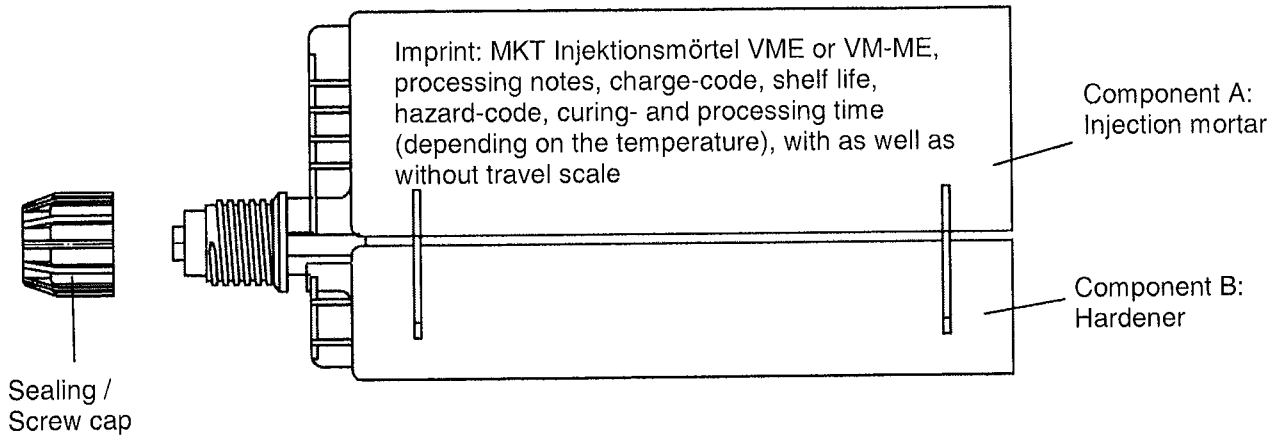 Imprint: MKT Injektionsmörtel VME or VM-ME,
processing notes, charge-code, shelf life,
hazard-code, curing- and processing time
(depending on the temperature), with as well as
without travel scale
Component A:
Injection mortar
Component B:
Hardener
Sealing /
Screw cap